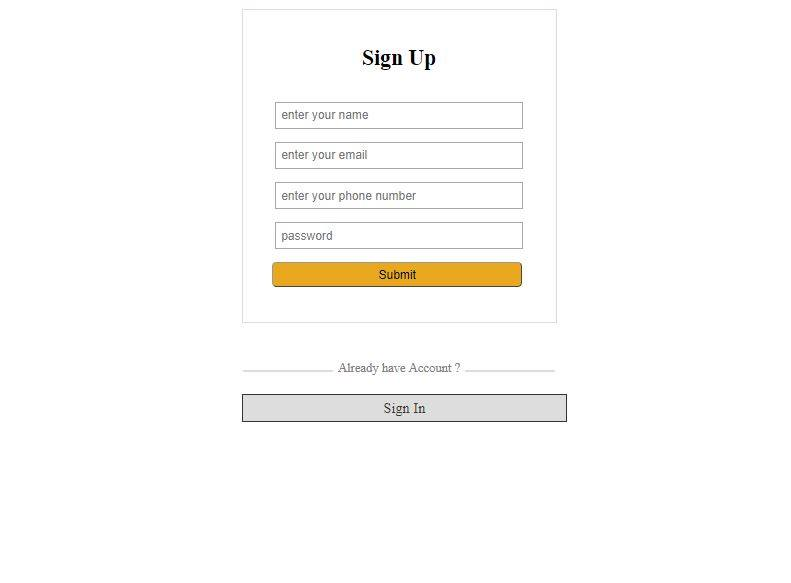 Sign Up
enter your name
enter your email
enter your phone number
password
Submit
Already have Account ?
Sign In